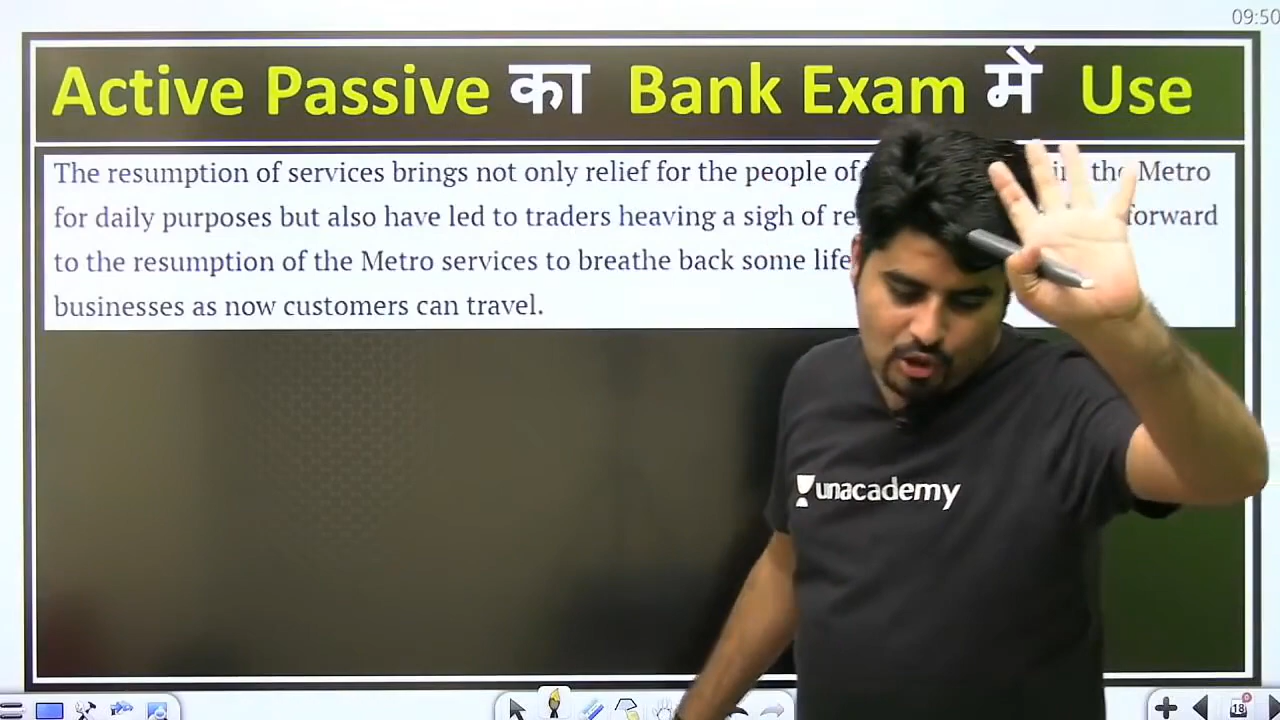 09:50
Active Passive का Bank Exam में Use
The resumption of services brings not only relief for the people of the Metro
for daily purposes but also have led to traders heaving a sigh of forward
to the resumption of the Metro services to breathe back some life
businesses as now customers can travel.
unacademy
18